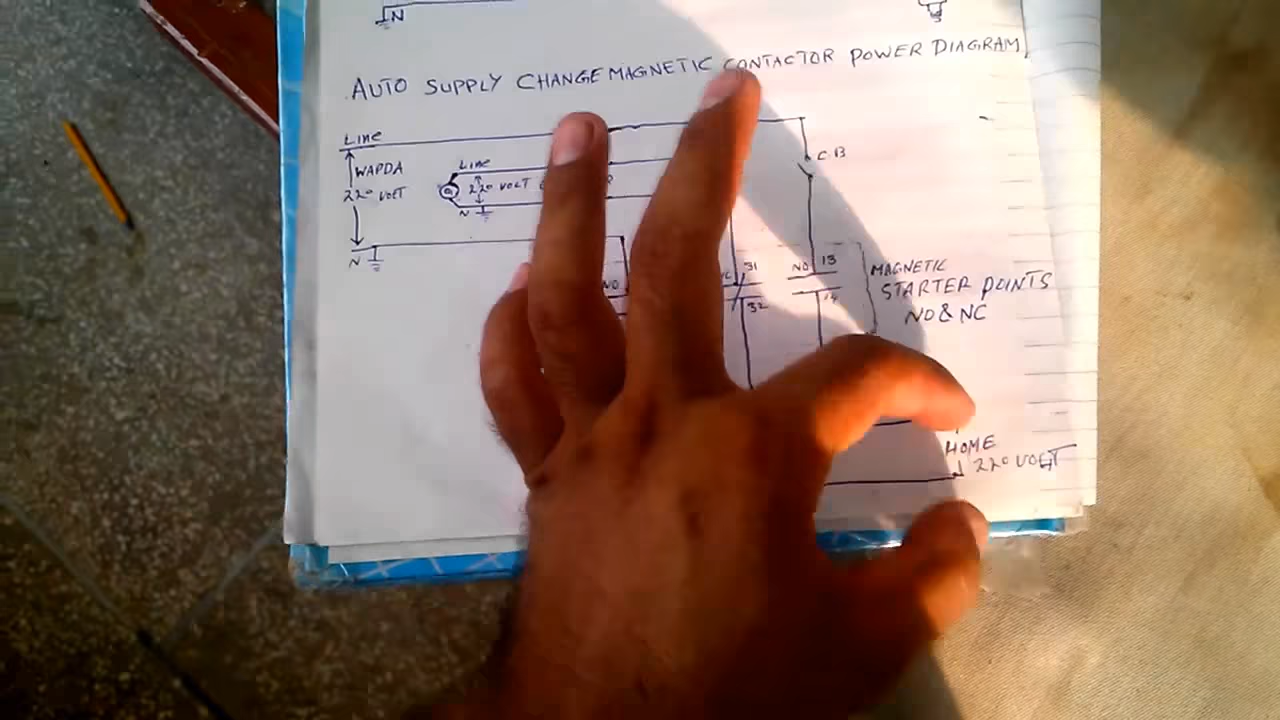 N
AUTO SUPPLY CHANGE MAGNETIC CONTACTOR POWER DIAGRAM
LINE
C.B
LINE
WAPDA
220 VOLT
220 VOLT
N
N
NO 13
31
MAGNETIC
STARTER POINTS
NO & NC
NO
32
14
HOME
220 VOLT